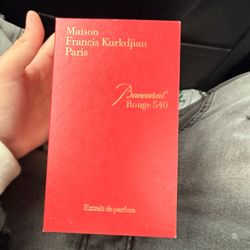 Maison
Francis Kurkdjian
Paris
Baccarat
Rouge 540
Extrait de parfum